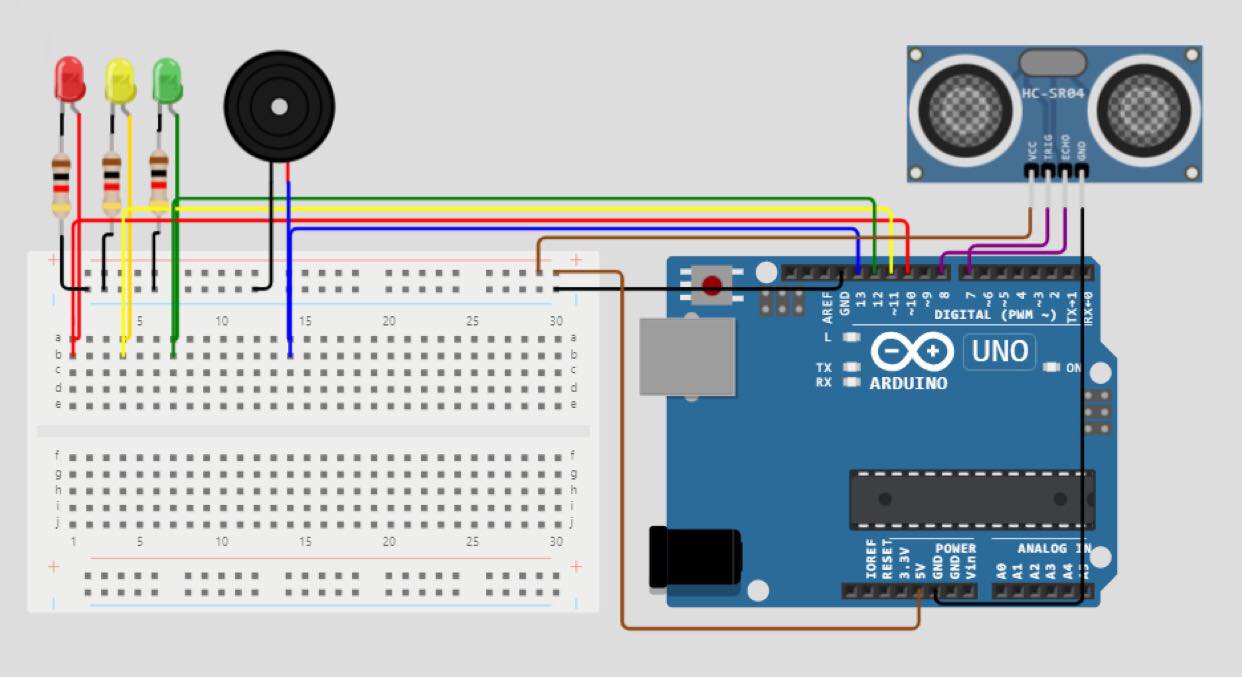 HC-SR04
VCC
TRIG
ECHO
GND
+ +
5 10 15 20 25 30
a a
b b
c c
d d
e e
f f
g g
h h
i i
j j
1 5 10 15 20 25 30
+ +
AREF
GND
13
12
~11
~10
~9
8
7
~6
~5
4
~3
2
TX→1
RX←0
DIGITAL (PWM ~)
L
TX
RX
UNO
ARDUINO
ON
IOREF
RESET
3.3V
5V
GND
GND
Vin
POWER
ANALOG IN
A0
A1
A2
A3
A4
A5